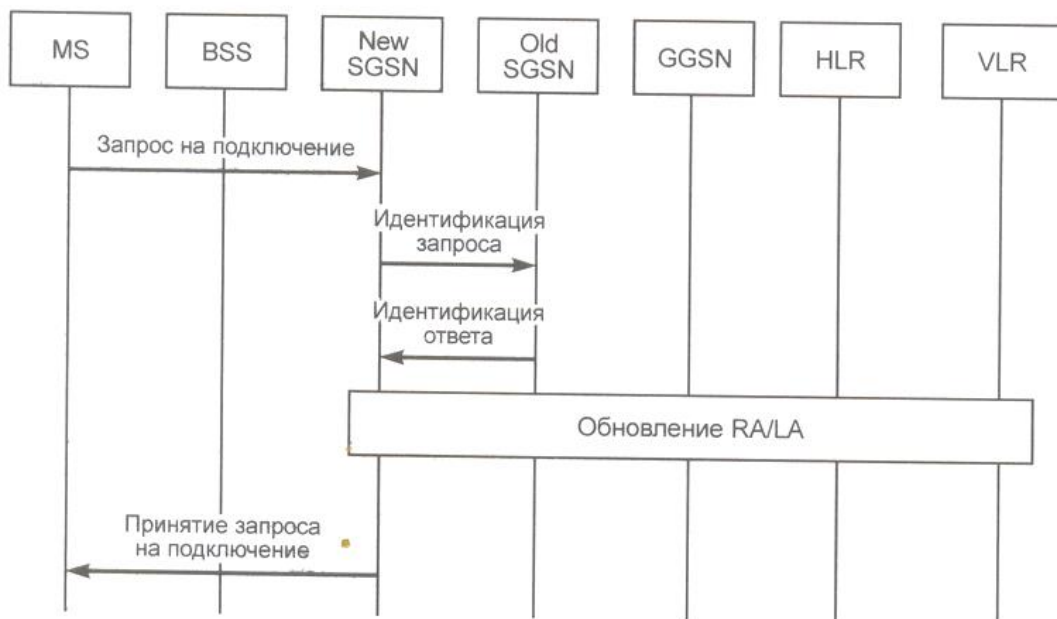 MS
BSS
New
SGSN
Old
SGSN
GGSN
HLR
VLR
Запрос на подключение
Идентификация
запроса
Идентификация
ответа
Обновление RA/LA
Принятие запроса
на подключение